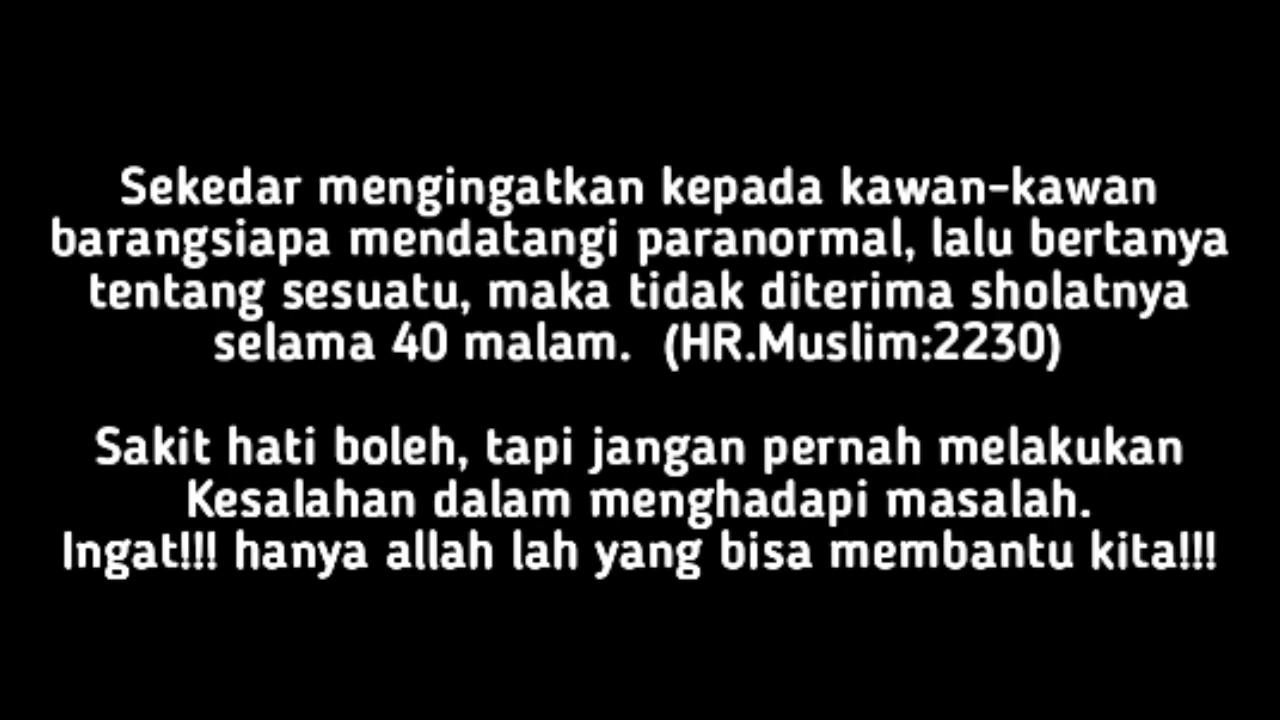 Sekedar mengingatkan kepada kawan-kawan
barangsiapa mendatangi paranormal, lalu bertanya
tentang sesuatu, maka tidak diterima sholatnya
selama 40 malam.  (HR.Muslim:2230)
Sakit hati boleh, tapi jangan pernah melakukan
Kesalahan dalam menghadapi masalah.
Ingat!!! hanya allah lah yang bisa membantu kita!!!